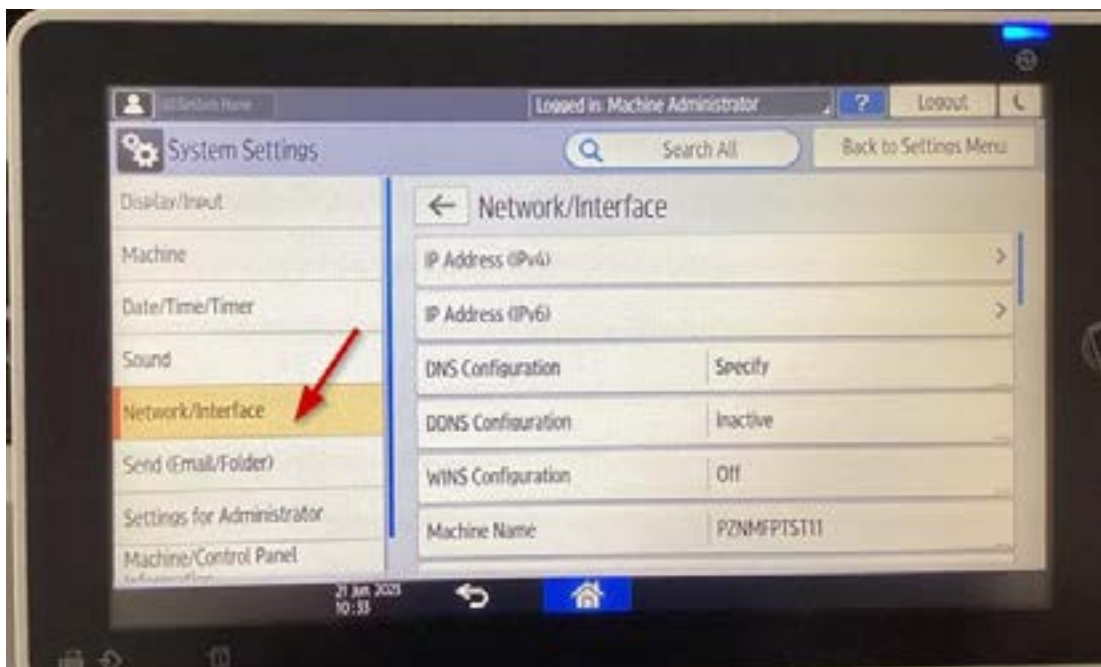 Logged in: Machine Administrator
?
Logout
System Settings
Search All
Back to Settings Menu
Display/Input
Machine
Date/Time/Timer
Sound
Network/Interface
Send (Email/Folder)
Settings for Administrator
Machine/Control Panel
Network/Interface
IP Address (IPv4)
IP Address (IPv6)
DNS Configuration Specify
DDNS Configuration Inactive
WINS Configuration Off
Machine Name PZNMFPTST11
21 Jun 2023
10:33